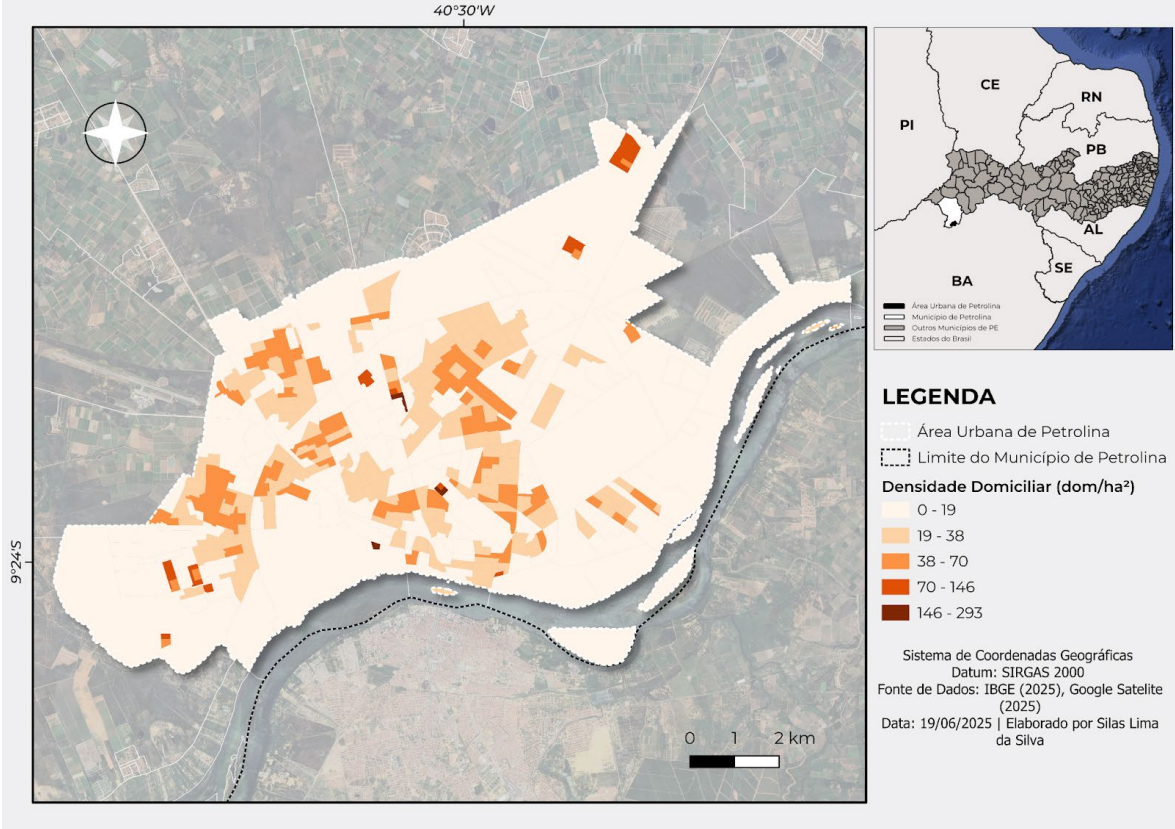 40°30'W
9°24'S
0 1 2 km
CE
RN
PI
PB
AL
SE
BA
Área Urbana de Petrolina
Município de Petrolina
Outros Municípios de PE
Estados do Brasil
LEGENDA
Área Urbana de Petrolina
Limite do Município de Petrolina
Densidade Domiciliar (dom/ha²)
0 - 19
19 - 38
38 - 70
70 - 146
146 - 293
Sistema de Coordenadas Geográficas
Datum: SIRGAS 2000
Fonte de Dados: IBGE (2025), Google Satelite
(2025)
Data: 19/06/2025 | Elaborado por Silas Lima
da Silva